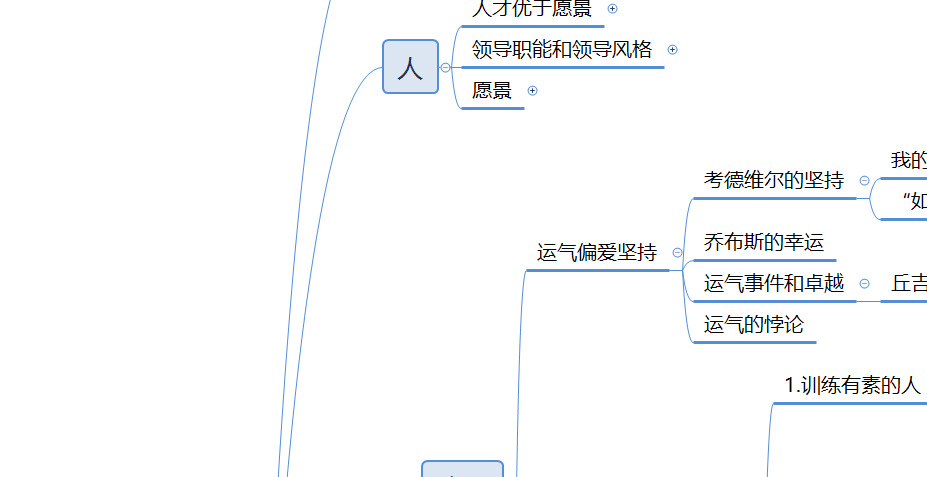 人才优于愿景
领导职能和领导风格
人
愿景
我的
考德维尔的坚持
“如
乔布斯的幸运
运气偏爱坚持
运气事件和卓越
丘吉
运气的悖论
1.训练有素的人